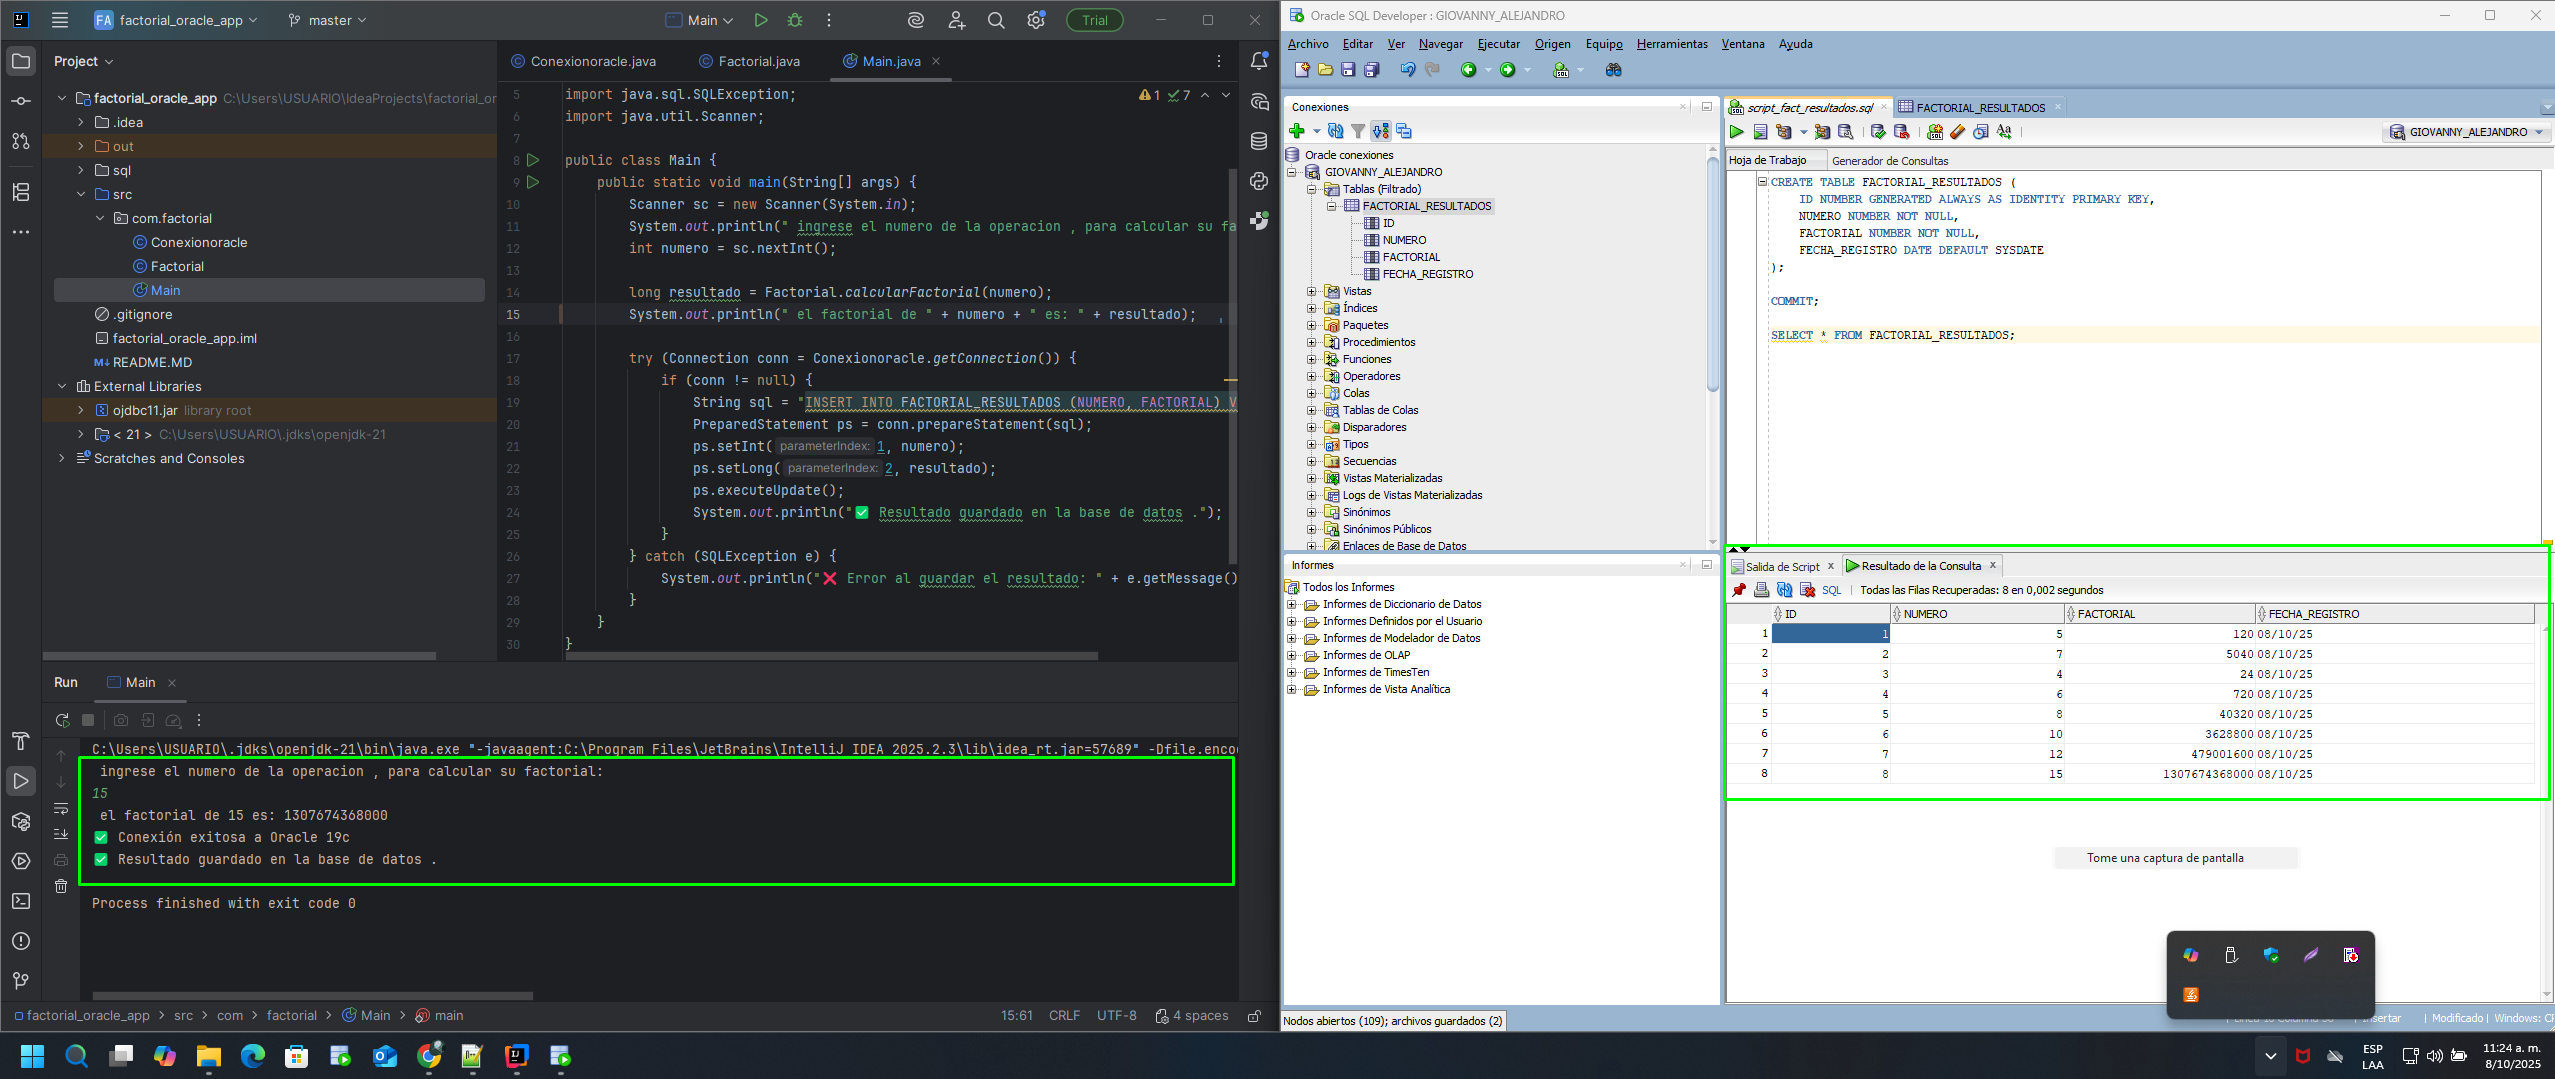 FA factorial_oracle_app master Main Trial
Project
factorial_oracle_app C:\Users\USUARIO\IdeaProjects\factorial_or
.idea
out
sql
src
com.factorial
Conexionoracle
Factorial
Main
.gitignore
factorial_oracle_app.iml
M↓ README.MD
External Libraries
ojdbc11.jar library root
< 21 > C:\Users\USUARIO\.jdks\openjdk-21
Scratches and Consoles
Conexionoracle.java Factorial.java Main.java
1 7
5 import java.sql.SQLException;
6 import java.util.Scanner;
7
8 public class Main {
9 public static void main(String[] args) {
10 Scanner sc = new Scanner(System.in);
11 System.out.println(" ingrese el numero de la operacion , para calcular su fa
12 int numero = sc.nextInt();
13
14 long resultado = Factorial.calcularFactorial(numero);
15 System.out.println(" el factorial de " + numero + " es: " + resultado);
16
17 try (Connection conn = Conexionoracle.getConnection()) {
18 if (conn != null) {
19 String sql = "INSERT INTO FACTORIAL_RESULTADOS (NUMERO, FACTORIAL) V
20 PreparedStatement ps = conn.prepareStatement(sql);
21 ps.setInt( parameterIndex: 1, numero);
22 ps.setLong( parameterIndex: 2, resultado);
23 ps.executeUpdate();
24 System.out.println("✅ Resultado guardado en la base de datos .");
25 }
26 } catch (SQLException e) {
27 System.out.println("❌ Error al guardar el resultado: " + e.getMessage()
28 }
29 }
30 }
Run Main
C:\Users\USUARIO\.jdks\openjdk-21\bin\java.exe "-javaagent:C:\Program Files\JetBrains\IntelliJ IDEA 2025.2.3\lib\idea_rt.jar=57689" -Dfile.enco
ingrese el numero de la operacion , para calcular su factorial:
15
el factorial de 15 es: 1307674368000
✅ Conexión exitosa a Oracle 19c
✅ Resultado guardado en la base de datos .
Process finished with exit code 0
factorial_oracle_app > src > com > factorial > Main > main 15:61 CRLF UTF-8 4 spaces
Oracle SQL Developer : GIOVANNY_ALEJANDRO
Archivo Editar Ver Navegar Ejecutar Origen Equipo Herramientas Ventana Ayuda
Conexiones
Oracle conexiones
GIOVANNY_ALEJANDRO
Tablas (Filtrado)
FACTORIAL_RESULTADOS
ID
NUMERO
FACTORIAL
FECHA_REGISTRO
Vistas
Índices
Paquetes
Procedimientos
Funciones
Operadores
Colas
Tablas de Colas
Disparadores
Tipos
Secuencias
Vistas Materializadas
Logs de Vistas Materializadas
Sinónimos
Sinónimos Públicos
Enlaces de Base de Datos
Informes
Todos los Informes
Informes de Diccionario de Datos
Informes Definidos por el Usuario
Informes de Modelador de Datos
Informes de OLAP
Informes de TimesTen
Informes de Vista Analítica
script_fact_resultados.sql FACTORIAL_RESULTADOS
GIOVANNY_ALEJANDRO
Hoja de Trabajo Generador de Consultas
CREATE TABLE FACTORIAL_RESULTADOS (
ID NUMBER GENERATED ALWAYS AS IDENTITY PRIMARY KEY,
NUMERO NUMBER NOT NULL,
FACTORIAL NUMBER NOT NULL,
FECHA_REGISTRO DATE DEFAULT SYSDATE
);
COMMIT;
SELECT * FROM FACTORIAL_RESULTADOS;
Salida de Script x Resultado de la Consulta x
SQL | Todas las Filas Recuperadas: 8 en 0,002 segundos
ID NUMERO FACTORIAL FECHA_REGISTRO
1 1 5 120 08/10/25
2 2 7 5040 08/10/25
3 3 4 24 08/10/25
4 4 6 720 08/10/25
5 5 8 40320 08/10/25
6 6 10 3628800 08/10/25
7 7 12 479001600 08/10/25
8 8 15 1307674368000 08/10/25
Tome una captura de pantalla
Nodos abiertos (109); archivos guardados (2)
Insertar | Modificado | Windows: CR
ESP
LAA
11:24 a. m.
8/10/2025